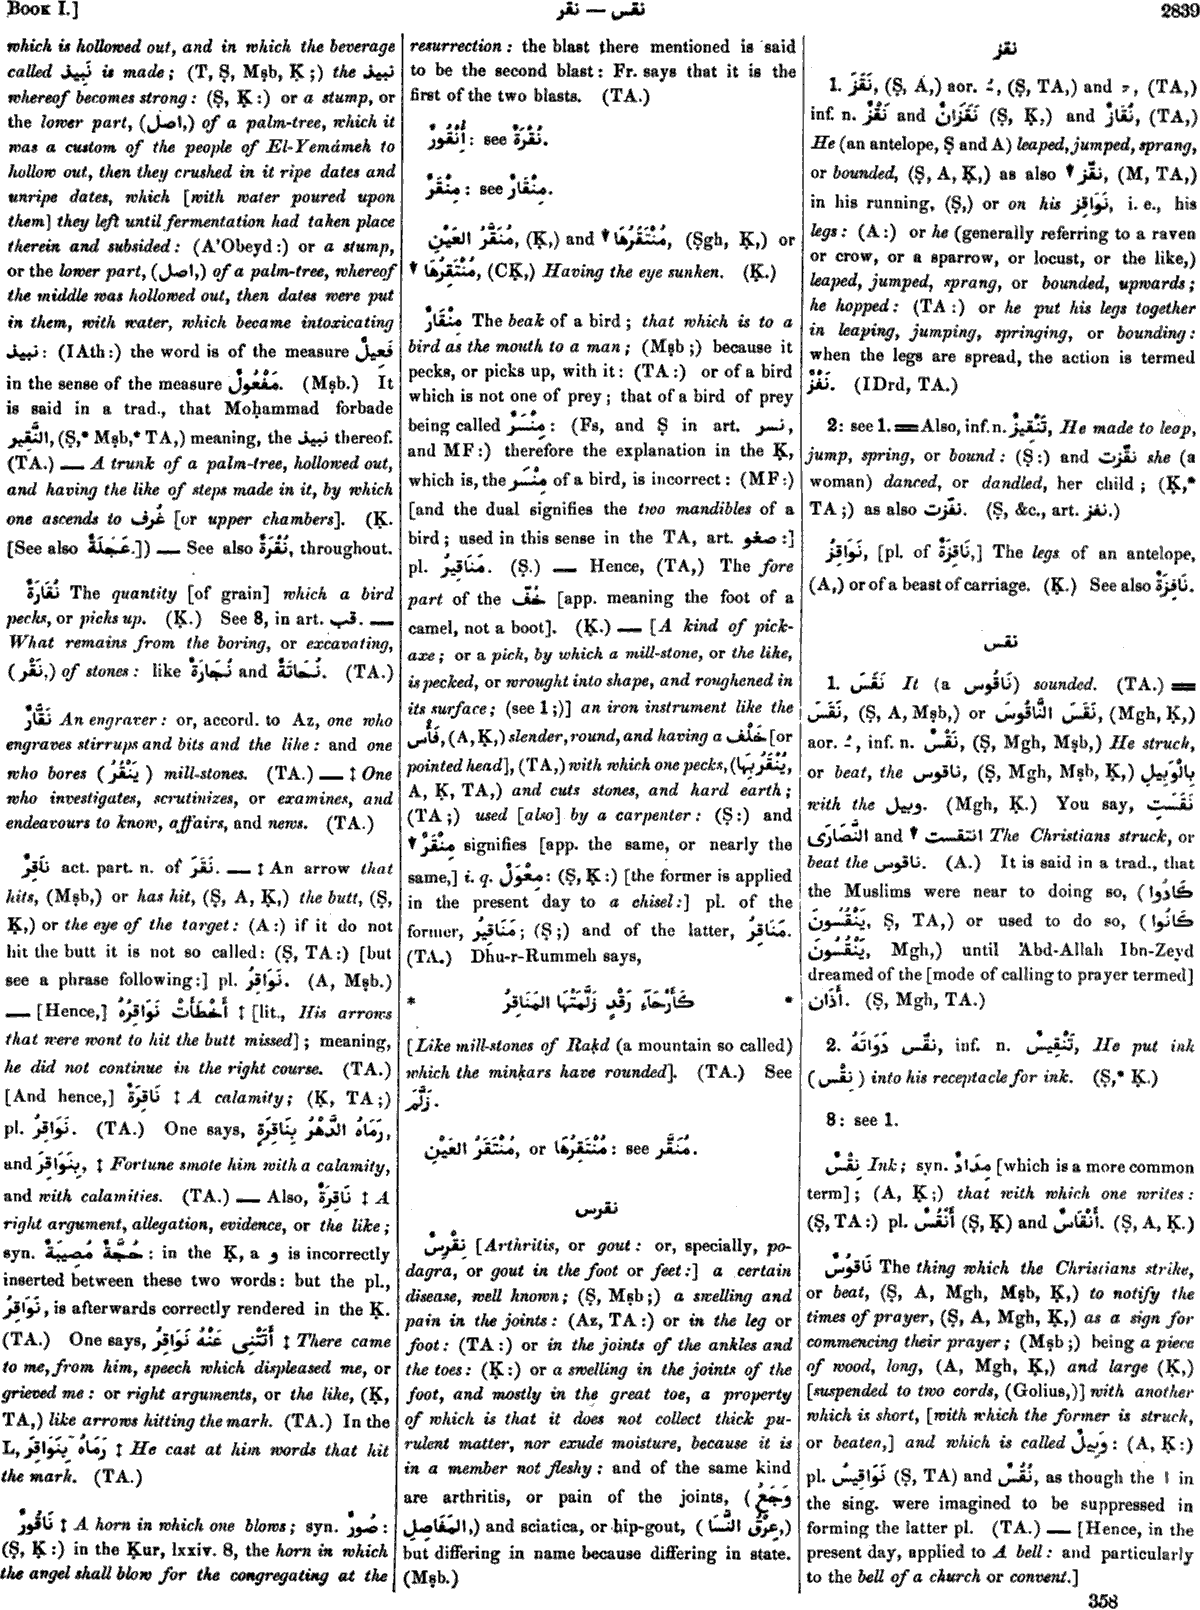 Book I.]
نقر — نقس
2839
which is hollowed out, and in which the beverage
called نَبِيذ is made; (T, Ṣ, Mṣb, Ḳ;) the نبيذ
whereof becomes strong: (Ṣ, Ḳ:) or a stump, or
the lower part, (اصل,) of a palm-tree, which it
was a custom of the people of El-Yemámeh to
hollow out, then they crushed in it ripe dates and
unripe dates, which [with water poured upon
them] they left until fermentation had taken place
therein and subsided: (A’Obeyd:) or a stump,
or the lower part, (اصل,) of a palm-tree, whereof
the middle was hollowed out, then dates were put
in them, with water, which became intoxicating
نبيذ: (IAth:) the word is of the measure فَعِيلٌ
in the sense of the measure مَفْعُولٌ. (Mṣb.) It
is said in a trad., that Moḥammad forbade
النَّقِير, (Ṣ,* Mṣb,* TA,) meaning, the نبيذ thereof.
(TA.) — A trunk of a palm-tree, hollowed out,
and having the like of steps made in it, by which
one ascends to غُرَف [or upper chambers]. (Ḳ.
[See also عَجَلَةٌ.]) — See also نُقْرَةٌ, throughout.
نُقَارَةٌ The quantity [of grain] which a bird
pecks, or picks up. (Ḳ.) See 8, in art. قب. —
What remains from the boring, or excavating,
(نَقْر,) of stones: like نُجَارَةٌ and نُحَاتَةٌ. (TA.)
نَقَّارٌ An engraver: or, accord. to Az, one who
engraves stirrups and bits and the like: and one
who bores (يَنْقُرُ) mill-stones. (TA.) — ‡ One
who investigates, scrutinizes, or examines, and
endeavours to know, affairs, and news. (TA.)
نَاقِرٌ act. part. n. of نَقَرَ. — ‡ An arrow that
hits, (Mṣb,) or has hit, (Ṣ, A, Ḳ,) the butt, (Ṣ,
Ḳ,) or the eye of the target: (A:) if it do not
hit the butt it is not so called: (Ṣ, TA:) [but
see a phrase following:] pl. نَوَاقِرُ. (A, Mṣb.)
— [Hence,] أَخْطَأَتْ نَوَاقِرُهُ ‡ [lit., His arrows
that were wont to hit the butt missed]; meaning,
he did not continue in the right course. (TA.)
[And hence,] نَاقِرَةٌ ‡ A calamity; (Ḳ, TA;)
pl. نَوَاقِرُ. (TA.) One says, رَمَاهُ الدَّهْرُ بِنَاقِرَةٍ,
and بِنَوَاقِرَ, ‡ Fortune smote him with a calamity,
and with calamities. (TA.) — Also, نَاقِرَةٌ ‡ A
right argument, allegation, evidence, or the like;
syn. حُجَّةٌ مُصِيبَةٌ: in the Ḳ, a و is incorrectly
inserted between these two words: but the pl.,
نَوَاقِرُ, is afterwards correctly rendered in the Ḳ.
(TA.) One says, أَتَتْنِى عَنْهُ نَوَاقِرُ ‡ There came
to me, from him, speech which displeased me, or
grieved me: or right arguments, or the like, (Ḳ,
TA,) like arrows hitting the mark. (TA.) In the
L, رَمَاهُ بِنَوَاقِرَ ‡ He cast at him words that hit
the mark. (TA.)
نَاقُورٌ ‡ A horn in which one blows; syn. صُورٌ:
(Ṣ, Ḳ:) in the Ḳur, lxxiv. 8, the horn in which
the angel shall blow for the congregating at the
resurrection: the blast there mentioned is said
to be the second blast: Fr. says that it is the
first of the two blasts. (TA.)
أُنْقُورٌ: see نُقْرَةٌ.
مِنْقَرٌ: see مِنْقَارٌ.
مُنَقَّرُ العَيْنِ, (Ḳ,) and ▼ مُنْتَقَرُهَا, (Ṣgh, Ḳ,) or
▼ مُنْتَقِرُهَا, (CḲ,) Having the eye sunken. (Ḳ.)
مِنْقَارٌ The beak of a bird; that which is to a
bird as the mouth to a man; (Mṣb;) because it
pecks, or picks up, with it: (TA:) or of a bird
which is not one of prey; that of a bird of prey
being called مِنْسَرٌ: (Fs, and Ṣ in art. نسر,
and MF:) therefore the explanation in the Ḳ,
which is, the مِنْسَر of a bird, is incorrect: (MF:)
[and the dual signifies the two mandibles of a
bird; used in this sense in the TA, art. صغو:]
pl. مَنَاقِيرُ. (Ṣ.) — Hence, (TA,) The fore
part of the خُفّ [app. meaning the foot of a
camel, not a boot]. (Ḳ.) — [A kind of pick-
axe; or a pick, by which a mill-stone, or the like,
is pecked, or wrought into shape, and roughened in
its surface; (see 1;)] an iron instrument like the
فَأْس, (A, Ḳ,) slender, round, and having a خَلْف [or
pointed head], (TA,) with which one pecks, (يُنْقَرُ بِهَا,
A, Ḳ, TA,) and cuts stones, and hard earth;
(TA;) used [also] by a carpenter: (Ṣ:) and
▼ مِنْقَرٌ signifies [app. the same, or nearly the
same,] i. q. مِعْوَلٌ: (Ṣ, Ḳ:) [the former is applied
in the present day to a chisel:] pl. of the
former, مَنَاقِيرُ; (Ṣ;) and of the latter, مَنَاقِرُ.
(TA.) Dhu-r-Rummeh says,
* كَأَرْحَآءِ رَقْدٍ زَلَّمَتْهَا المَنَاقِرُ *
[Like mill-stones of Raḳd (a mountain so called)
which the minḳars have rounded]. (TA.) See
زَلَّمَ.
مُنْتَقَرُ العَيْنِ, or مُنْتَقِرُهَا: see مُنَقَّر.
نقرس
نِقْرِسٌ [Arthritis, or gout: or, specially, po-
dagra, or gout in the foot or feet:] a certain
disease, well known; (Ṣ, Mṣb;) a swelling and
pain in the joints: (Az, TA:) or in the leg or
foot: (TA:) or in the joints of the ankles and
the toes: (Ḳ:) or a swelling in the joints of the
foot, and mostly in the great toe, a property
of which is that it does not collect thick pu-
rulent matter, nor exude moisture, because it is
in a member not fleshy: and of the same kind
are arthritis, or pain of the joints, (وَجَعُ
المَفَاصِلِ,) and sciatica, or hip-gout, (عِرْقُ النَّسَا,)
but differing in name because differing in state.
(Mṣb.)
نقز
1. نَقَزَ, (Ṣ, A,) aor. ـُ, (Ṣ, TA,) and ـِ, (TA,)
inf. n. نَقْزٌ and نَقَزَانٌ (Ṣ, Ḳ,) and نُقَازٌ, (TA,)
He (an antelope, Ṣ and A) leaped, jumped, sprang,
or bounded, (Ṣ, A, Ḳ,) as also ▼ نقّز, (M, TA,)
in his running, (Ṣ,) or on his نَوَاقِز, i. e., his
legs: (A:) or he (generally referring to a raven
or crow, or a sparrow, or locust, or the like,)
leaped, jumped, sprang, or bounded, upwards;
he hopped: (TA:) or he put his legs together
in leaping, jumping, springing, or bounding:
when the legs are spread, the action is termed
نَفْزٌ. (IDrd, TA.)
2: see 1. ═ Also, inf. n. تَنْقِيزٌ, He made to leap,
jump, spring, or bound: (Ṣ:) and نقّزت she (a
woman) danced, or dandled, her child; (Ḳ,*
TA;) as also نفّزت. (Ṣ, &c., art. نفز.)
نَوَاقِزُ, [pl. of نَاقِزَةٌ,] The legs of an antelope,
(A,) or of a beast of carriage. (Ḳ.) See also نَافِزَةٌ.
نقس
1. نَقَسَ It (a نَاقُوس) sounded. (TA.) ═
نَقَسَ, (Ṣ, A, Mṣb,) or نَقَسَ النَّاقُوسَ, (Mgh, Ḳ,)
aor. ـُ, inf. n. نَقْسٌ, (Ṣ, Mgh, Mṣb,) He struck,
or beat, the ناقوس, (Ṣ, Mgh, Mṣb, Ḳ,) بِالْوَبِيلِ
with the وبيل. (Mgh, Ḳ.) You say, نَقَسَتِ
النَّصَارَى and ▼ انتقست The Christians struck, or
beat the ناقوس. (A.) It is said in a trad., that
the Muslims were near to doing so, (كَادُوا
يَنْقُسُونَ, Ṣ, TA,) or used to do so, (كَانُوا
يَنْقُسُونَ, Mgh,) until ’Abd-Allah Ibn-Zeyd
dreamed of the [mode of calling to prayer termed]
أَذَان. (Ṣ, Mgh, TA.)
2. نقّس دَوَاتَهُ, inf. n. تَنْقِيسٌ, He put ink
(نِقْس) into his receptacle for ink. (Ṣ,* Ḳ.)
8: see 1.
نِقْسٌ Ink; syn. مِدَادٌ [which is a more common
term]; (A, Ḳ;) that with which one writes:
(Ṣ, TA:) pl. أَنْقُسٌ (Ṣ, Ḳ) and أَنْقَاسٌ. (Ṣ, A, Ḳ.)
نَاقُوسٌ The thing which the Christians strike,
or beat, (Ṣ, A, Mgh, Mṣb, Ḳ,) to notify the
times of prayer, (Ṣ, A, Mgh, Ḳ,) as a sign for
commencing their prayer; (Mṣb;) being a piece
of wood, long, (A, Mgh, Ḳ,) and large (Ḳ,)
[suspended to two cords, (Golius,)] with another
which is short, [with which the former is struck,
or beaten,] and which is called وَبِيلٌ: (A, Ḳ:)
pl. نَوَاقِيسُ (Ṣ, TA) and نُقُسٌ, as though the ا in
the sing. were imagined to be suppressed in
forming the latter pl. (TA.) — [Hence, in the
present day, applied to A bell: and particularly
to the bell of a church or convent.]
358